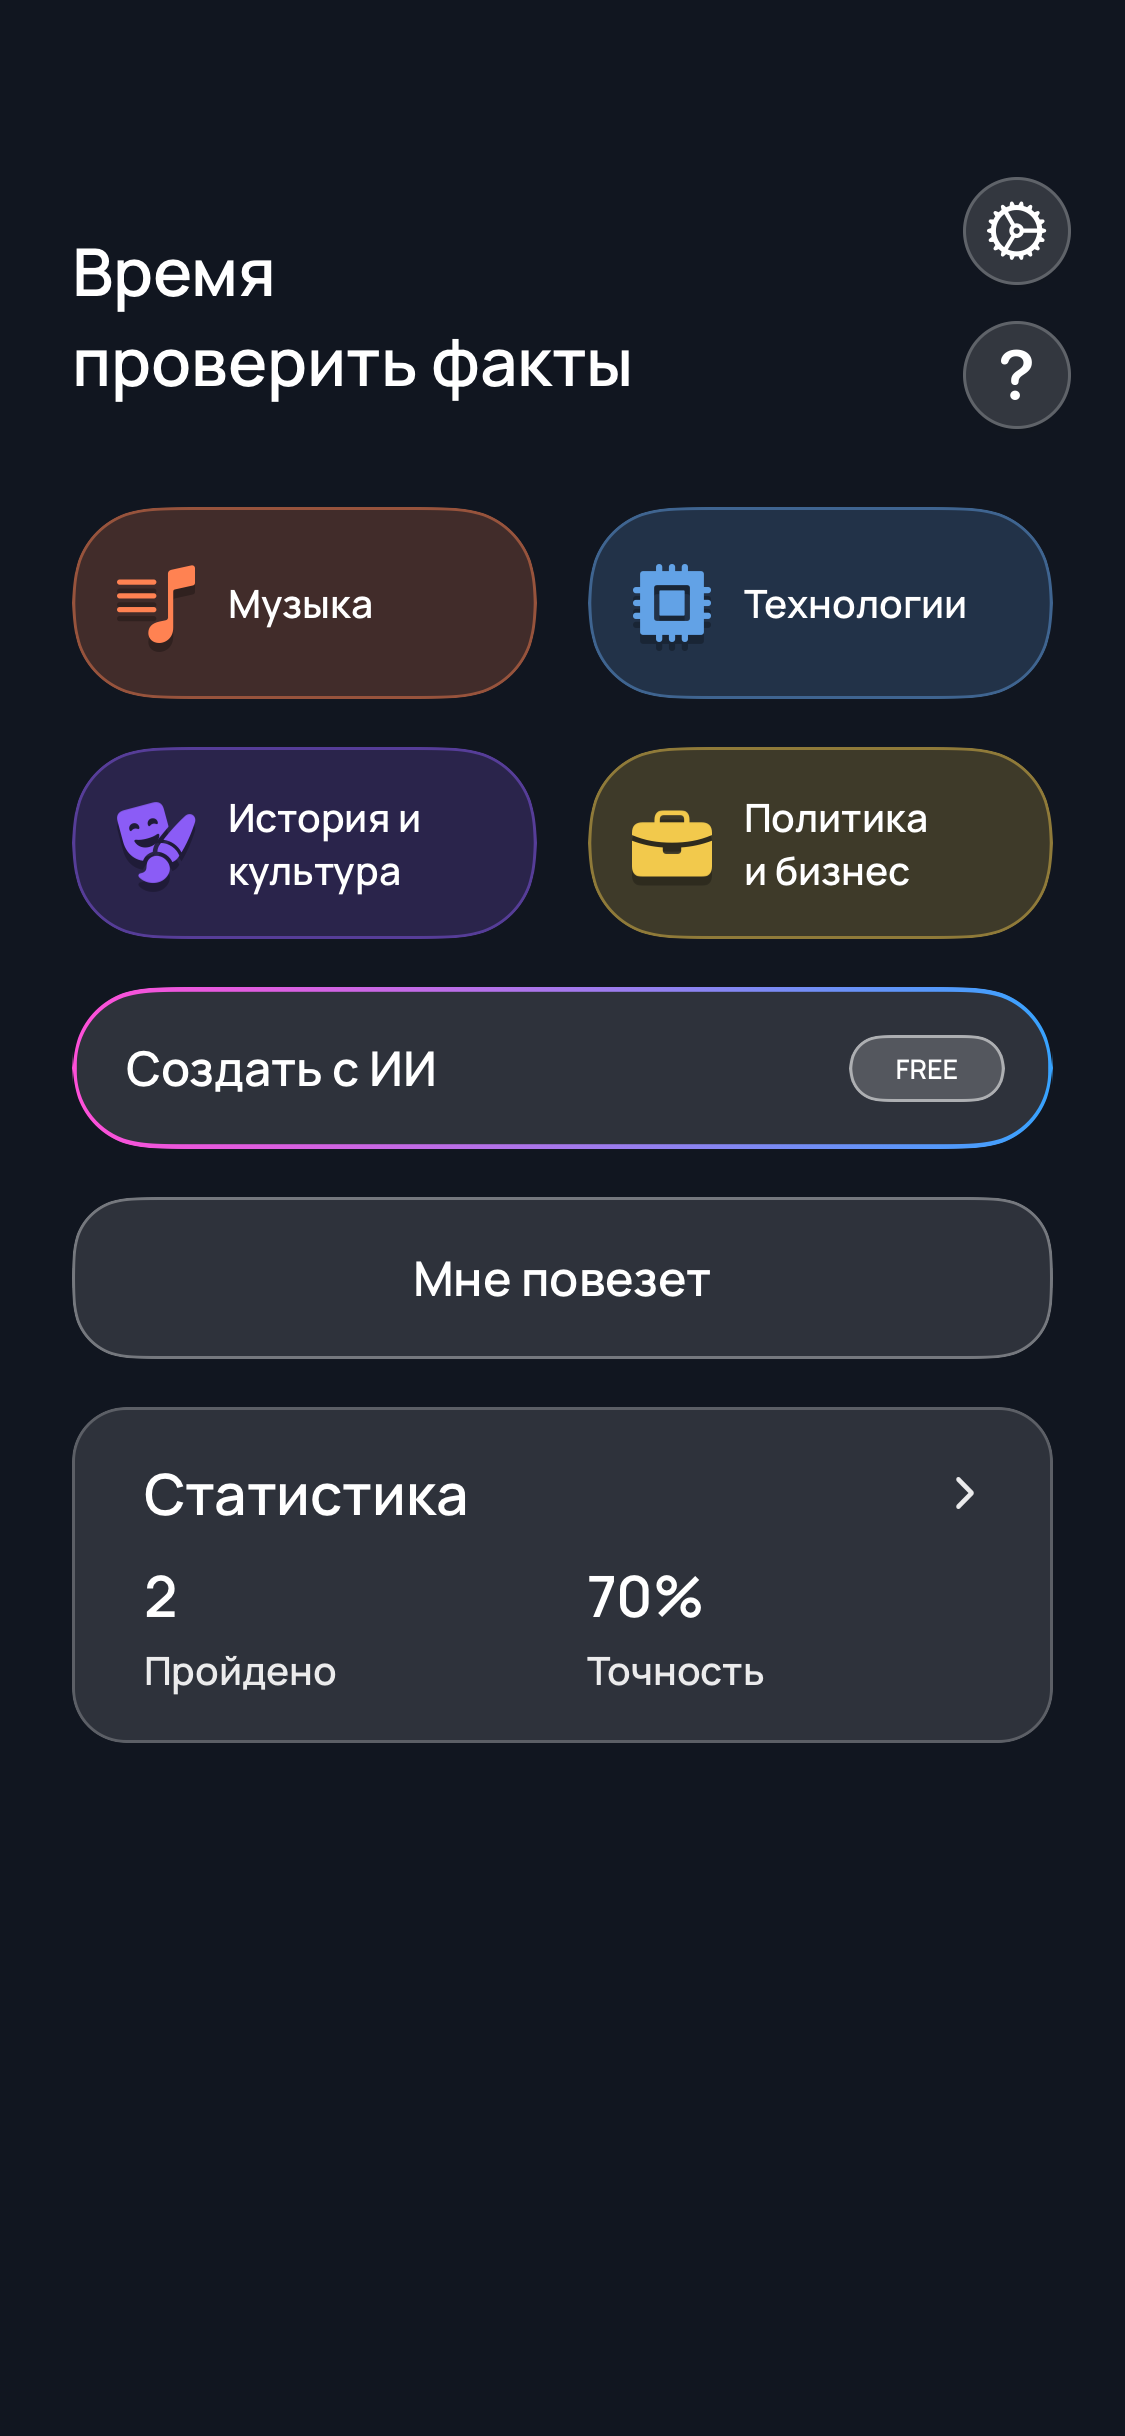 Время
проверить факты
?
Музыка
Технологии
История и
культура
Политика
и бизнес
Создать с ИИ
FREE
Мне повезет
Статистика
2
70%
Пройдено
Точность